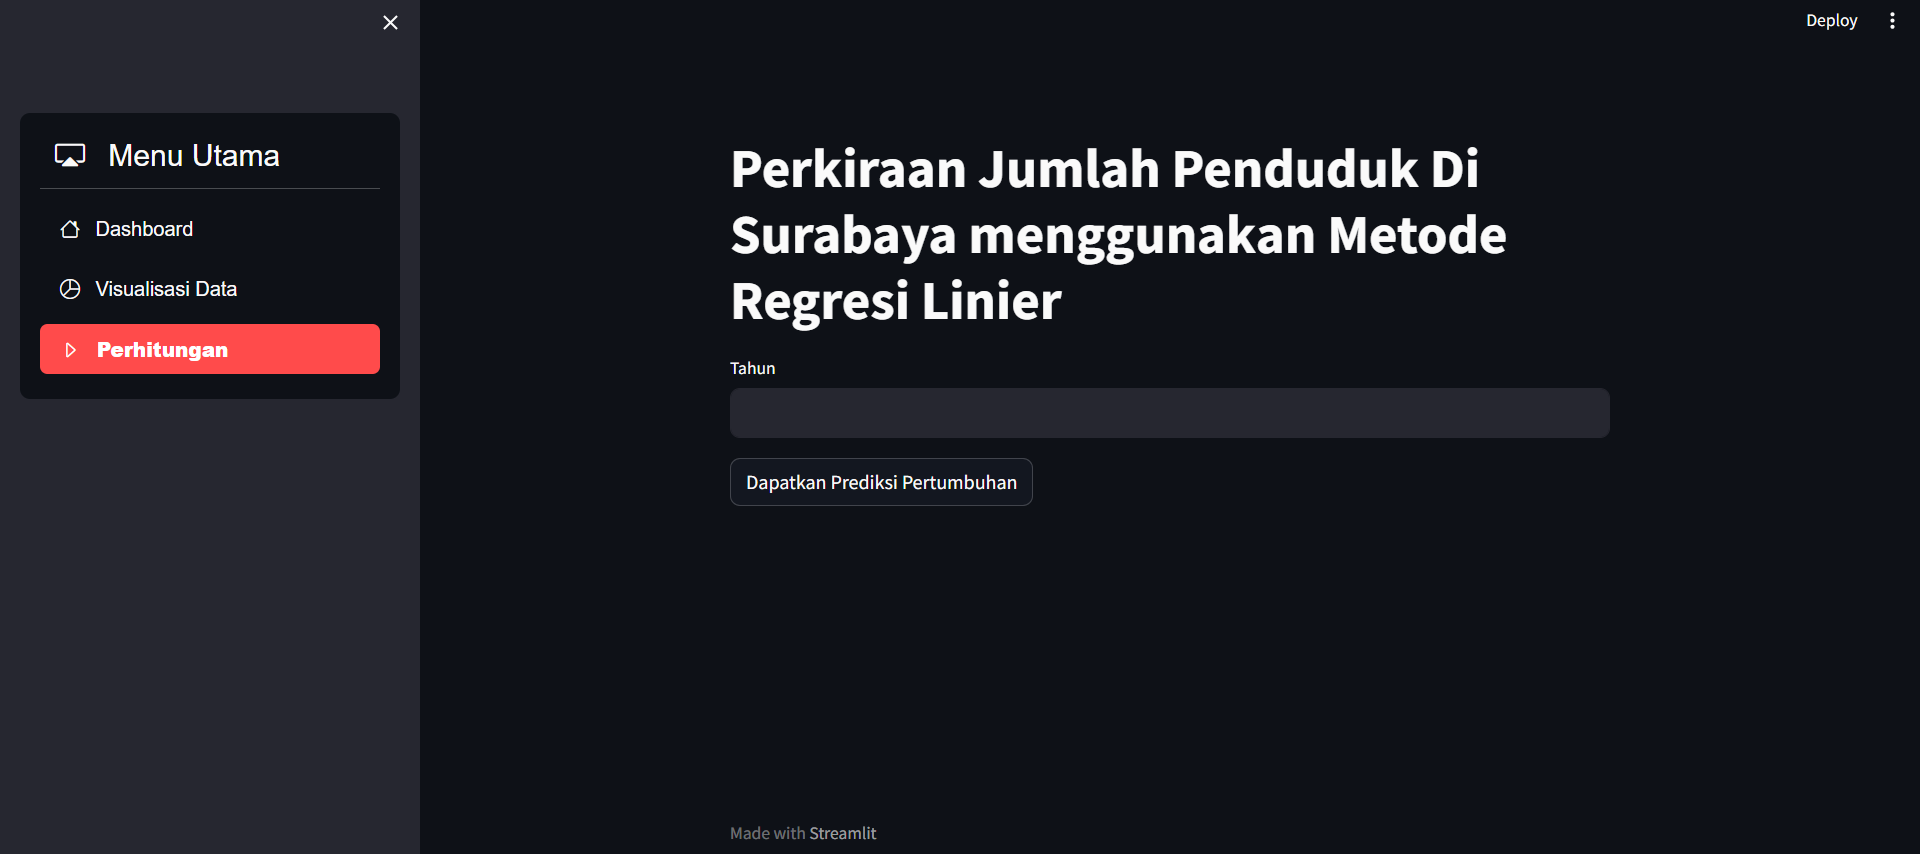 Deploy
Menu Utama
Dashboard
Visualisasi Data
Perhitungan
Perkiraan Jumlah Penduduk Di
Surabaya menggunakan Metode
Regresi Linier
Tahun
Dapatkan Prediksi Pertumbuhan
Made with Streamlit